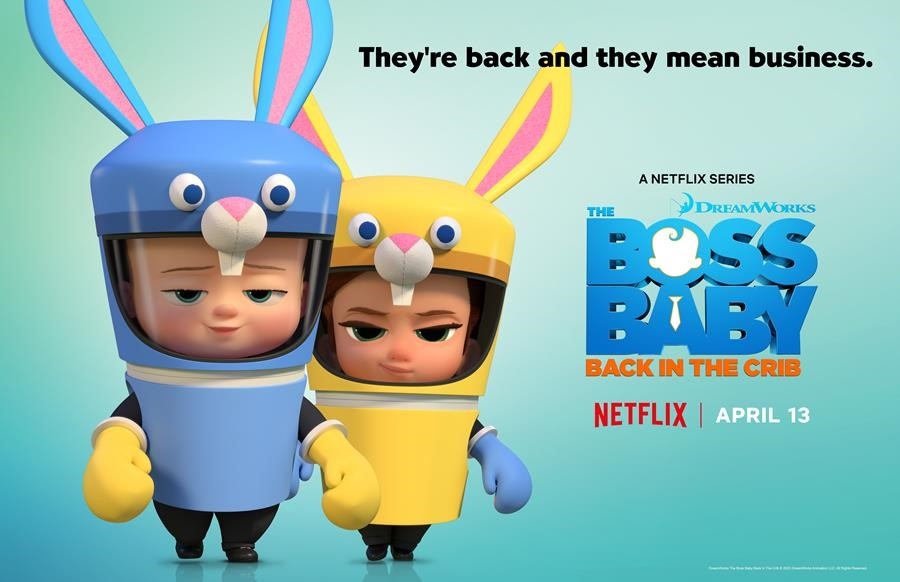 They're back and they mean business.
A NETFLIX SERIES
DREAMWORKS
THE
BOSS
BABY
BACK IN THE CRIB
NETFLIX | APRIL 13